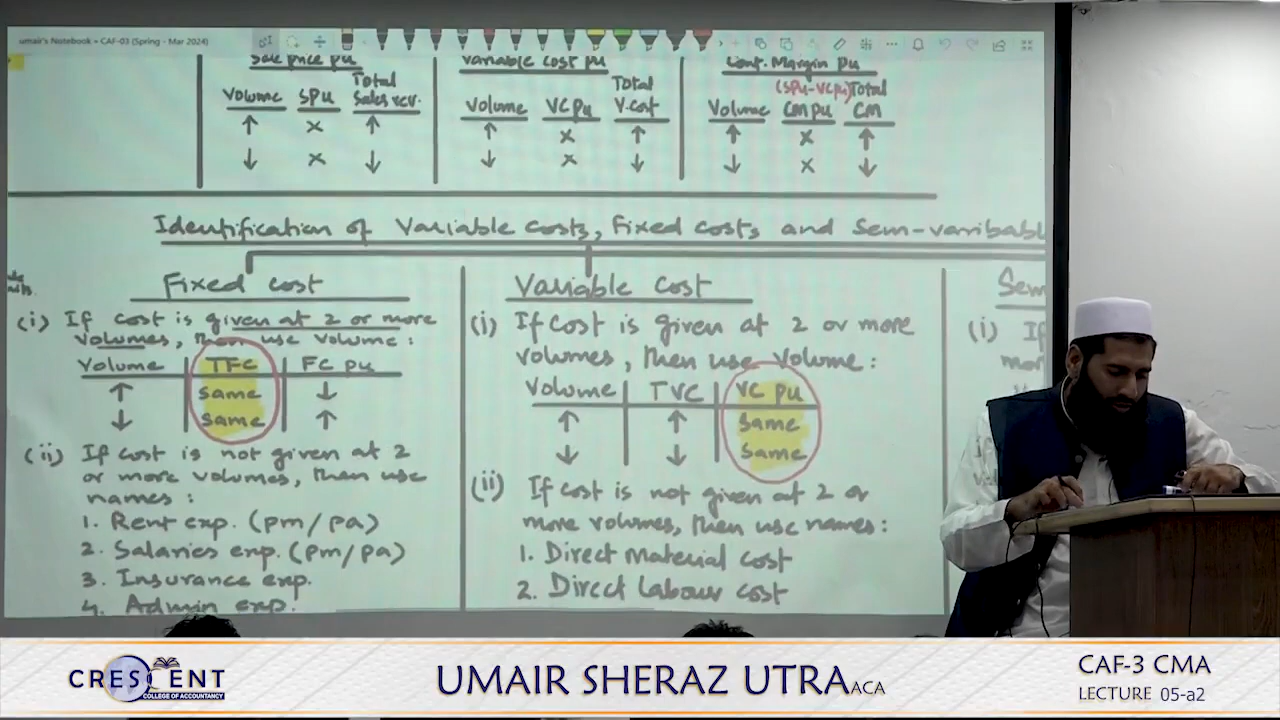 umair's Notebook » CAF-03 (Spring - Mar 2024)
Sale price pu
Volume SPU Total Sales rev.
↑ × ↑
↓ × ↓
Variable cost pu
Volume VCpu Total V.cost
↑ × ↑
↓ × ↓
Cont. Margin pu
(SPU-VCpu)
Volume CMpu Total CM
↑ × ↑
↓ × ↓
Identification of Variable costs, Fixed costs, and Sem-varibabl
Fixed cost
(i) If cost is given at 2 or more
volumes, then use volume:
Volume TFC FC pu
↑ same ↓
↓ same ↑
(ii) If cost is not given at 2
or more volumes, then use
names:
1. Rent exp. (pm/pa)
2. Salaries exp. (pm/pa)
3. Insurance exp.
4. Admin exp.
Variable cost
(i) If cost is given at 2 or more
volumes, then use volume:
Volume TVC VC pu
↑ ↑ same
↓ ↓ same
(ii) If cost is not given at 2 or
more volumes, then use names:
1. Direct material cost
2. Direct Labour cost
Sem
(i) If
mor
CRESCENT
COLLEGE OF ACCOUNTANCY
UMAIR SHERAZ UTRA ACA
CAF-3 CMA
LECTURE 05-a2